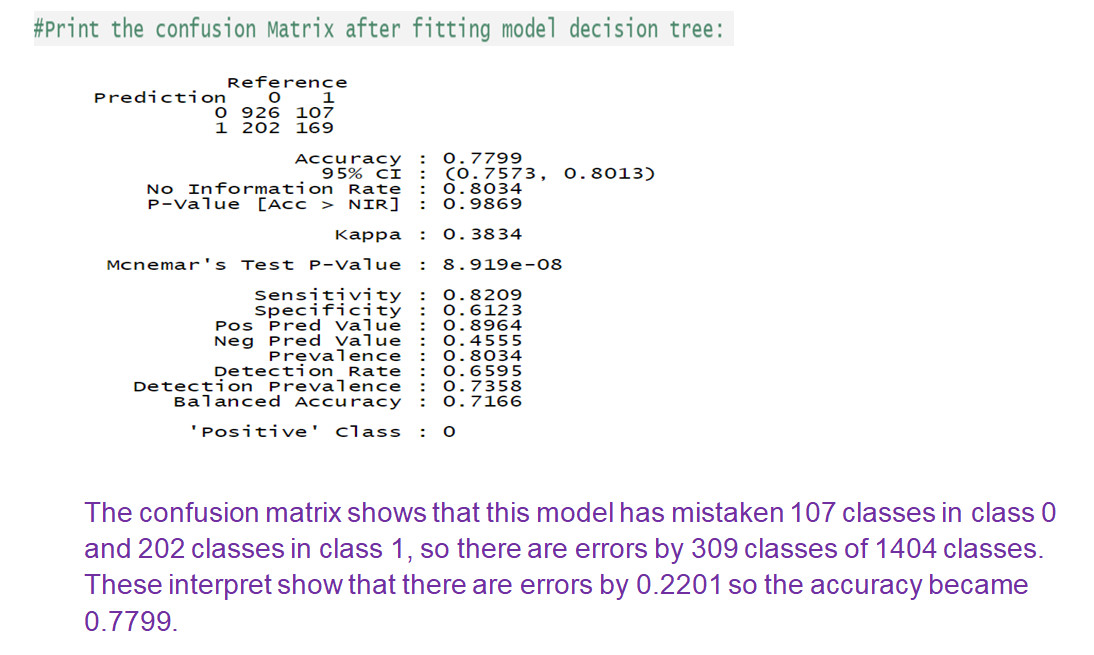 #Print the confusion Matrix after fitting model decision tree:
Reference
Prediction 0 1
0 926 107
1 202 169
Accuracy : 0.7799
95% CI : (0.7573, 0.8013)
No Information Rate : 0.8034
P-Value [Acc > NIR] : 0.9869
Kappa : 0.3834
Mcnemar's Test P-Value : 8.919e-08
Sensitivity : 0.8209
Specificity : 0.6123
Pos Pred Value : 0.8964
Neg Pred Value : 0.4555
Prevalence : 0.8034
Detection Rate : 0.6595
Detection Prevalence : 0.7358
Balanced Accuracy : 0.7166
'Positive' Class : 0
The confusion matrix shows that this model has mistaken 107 classes in class 0
and 202 classes in class 1, so there are errors by 309 classes of 1404 classes.
These interpret show that there are errors by 0.2201 so the accuracy became
0.7799.